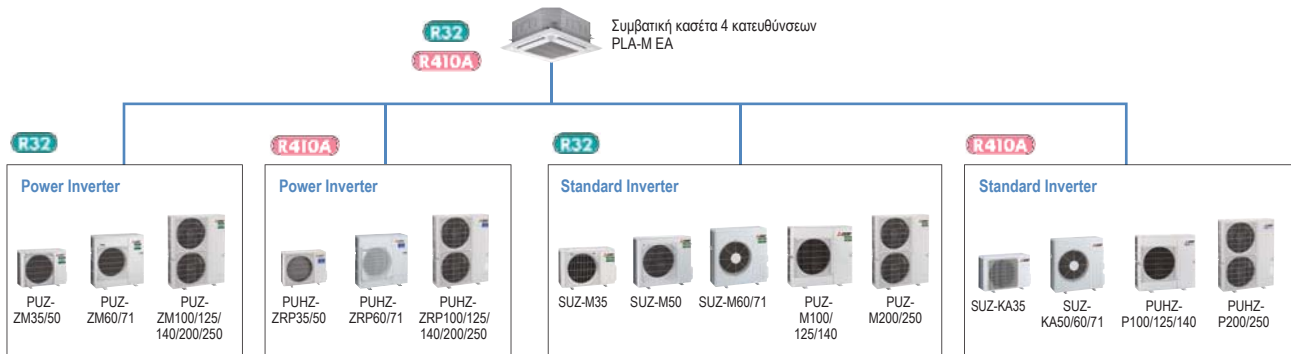 R32
R410A
Συμβατική κασέτα 4 κατευθύνσεων
PLA-M EA
R32
Power Inverter
PUZ-
ZM35/50
PUZ-
ZM60/71
PUZ-
ZM100/125/
140/200/250
R410A
Power Inverter
PUHZ-
ZRP35/50
PUHZ-
ZRP60/71
PUHZ-
ZRP100/125/
140/200/250
R32
Standard Inverter
SUZ-M35
SUZ-M50
SUZ-M60/71
PUZ-
M100/
125/140
PUZ-
M200/250
R410A
Standard Inverter
SUZ-KA35
SUZ-
KA50/60/71
PUHZ-
P100/125/140
PUHZ-
P200/250